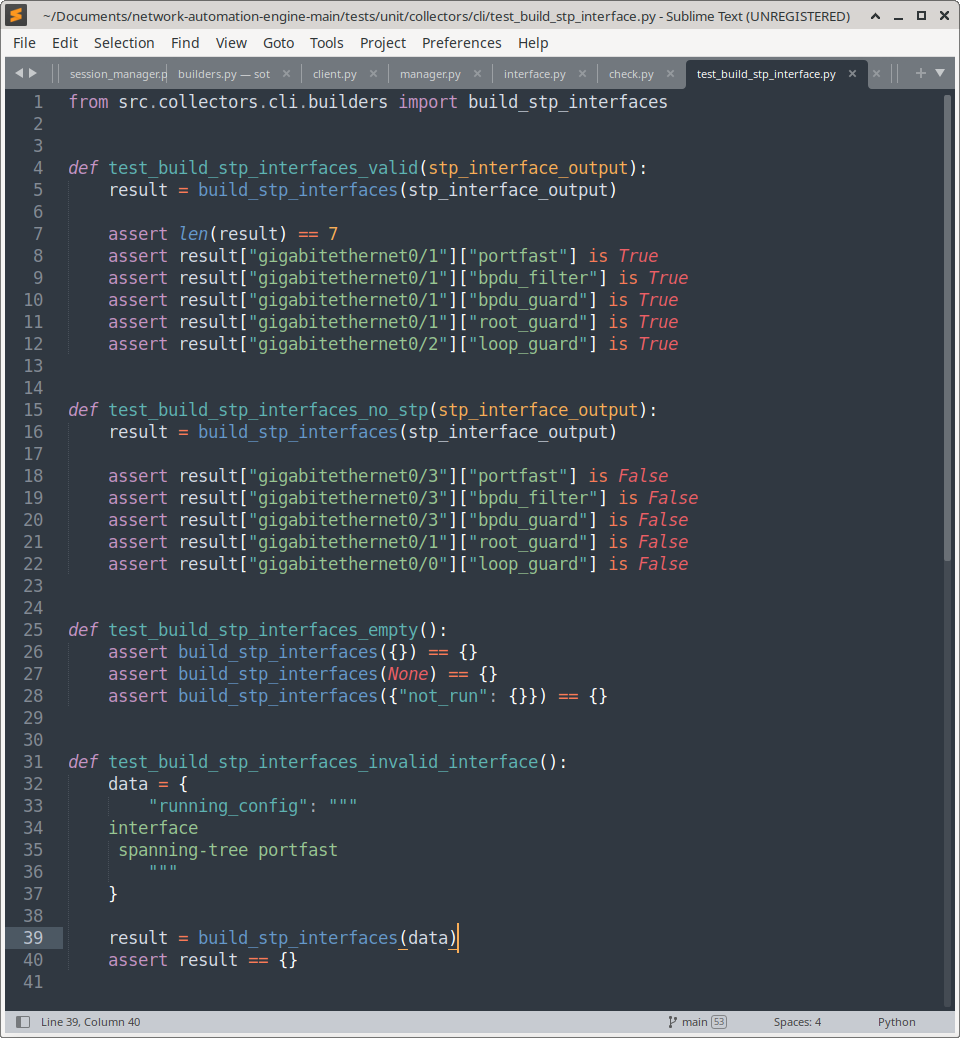 ~/Documents/network-automation-engine-main/tests/unit/collectors/cli/test_build_stp_interface.py - Sublime Text (UNREGISTERED)
File Edit Selection Find View Goto Tools Project Preferences Help
session_manager.p builders.py — sot client.py manager.py interface.py check.py test_build_stp_interface.py
1 from src.collectors.cli.builders import build_stp_interfaces
2
3
4 def test_build_stp_interfaces_valid(stp_interface_output):
5     result = build_stp_interfaces(stp_interface_output)
6
7     assert len(result) == 7
8     assert result["gigabitethernet0/1"]["portfast"] is True
9     assert result["gigabitethernet0/1"]["bpdu_filter"] is True
10     assert result["gigabitethernet0/1"]["bpdu_guard"] is True
11     assert result["gigabitethernet0/1"]["root_guard"] is True
12     assert result["gigabitethernet0/2"]["loop_guard"] is True
13
14
15 def test_build_stp_interfaces_no_stp(stp_interface_output):
16     result = build_stp_interfaces(stp_interface_output)
17
18     assert result["gigabitethernet0/3"]["portfast"] is False
19     assert result["gigabitethernet0/3"]["bpdu_filter"] is False
20     assert result["gigabitethernet0/3"]["bpdu_guard"] is False
21     assert result["gigabitethernet0/1"]["root_guard"] is False
22     assert result["gigabitethernet0/0"]["loop_guard"] is False
23
24
25 def test_build_stp_interfaces_empty():
26     assert build_stp_interfaces({}) == {}
27     assert build_stp_interfaces(None) == {}
28     assert build_stp_interfaces({"not_run": {}}) == {}
29
30
31 def test_build_stp_interfaces_invalid_interface():
32     data = {
33         "running_config": """
34     interface
35      spanning-tree portfast
36         """
37     }
38
39     result = build_stp_interfaces(data)
40     assert result == {}
41
Line 39, Column 40 main 53 Spaces: 4 Python